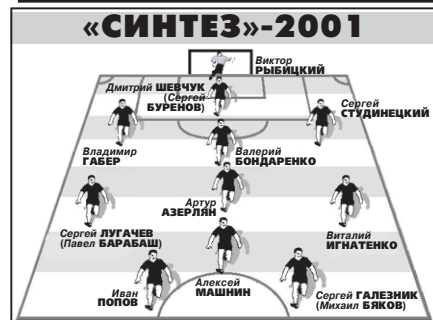 «СИНТЕЗ»-2001
Виктор
РЫБИЦКИЙ
Дмитрий ШЕВЧУК
(Сергей
БУРЕНОВ)
Сергей
СТУДИНЕЦКИЙ
Владимир
ГАБЕР
Валерий
БОНДАРЕНКО
Артур
АЗЕРЛЯН
Сергей ЛУГАЧЕВ
(Павел БАРАБАШ)
Виталий
ИГНАТЕНКО
Иван
ПОПОВ
Алексей
МАШНИН
Сергей ГАЛЕЗНИК
(Михаил БЯКОВ)